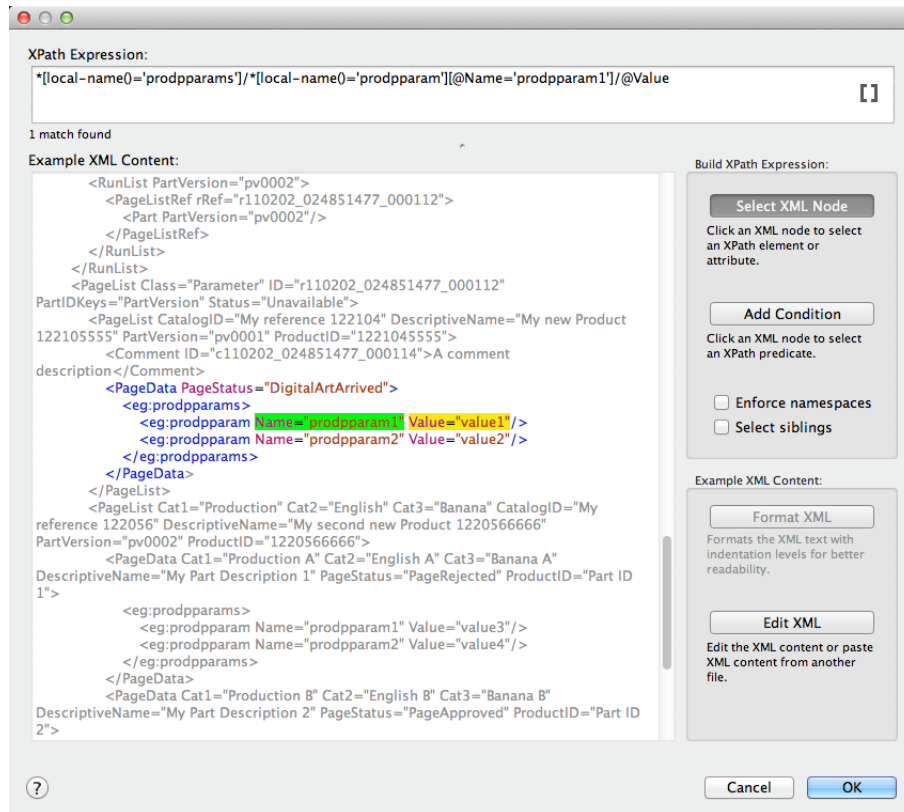 XPath Expression:
*[local-name()='prodpparams']/*[local-name()='prodpparam'][@Name='prodpparam1']/@Value
1 match found
Example XML Content:
<RunList PartVersion="pv0002">
<PageListRef rRef="r110202_024851477_000112">
<Part PartVersion="pv0002"/>
</PageListRef>
</RunList>
</RunList>
<PageList Class="Parameter" ID="r110202_024851477_000112"
PartIDKeys="PartVersion" Status="Unavailable">
<PageList CatalogID="My reference 122104" DescriptiveName="My new Product
122105555" PartVersion="pv0001" ProductID="1221045555">
<Comment ID="c110202_024851477_000114">A comment
description</Comment>
<PageData PageStatus="DigitalArtArrived">
<eg:prodpparams>
<eg:prodpparam Name="prodpparam1" Value="value1"/>
<eg:prodpparam Name="prodpparam2" Value="value2"/>
</eg:prodpparams>
</PageData>
</PageList>
<PageList Cat1="Production" Cat2="English" Cat3="Banana" CatalogID="My
reference 122056" DescriptiveName="My second new Product 1220566666"
PartVersion="pv0002" ProductID="1220566666">
<PageData Cat1="Production A" Cat2="English A" Cat3="Banana A"
DescriptiveName="My Part Description 1" PageStatus="PageRejected" ProductID="Part ID
1">
<eg:prodpparams>
<eg:prodpparam Name="prodpparam1" Value="value3"/>
<eg:prodpparam Name="prodpparam2" Value="value4"/>
</eg:prodpparams>
</PageData>
<PageData Cat1="Production B" Cat2="English B" Cat3="Banana B"
DescriptiveName="My Part Description 2" PageStatus="PageApproved" ProductID="Part ID
2">
Build XPath Expression:
Select XML Node
Click an XML node to select
an XPath element or
attribute.
Add Condition
Click an XML node to select
an XPath predicate.
Enforce namespaces
Select siblings
Example XML Content:
Format XML
Formats the XML text with
indentation levels for better
readability.
Edit XML
Edit the XML content or paste
XML content from another
file.
?
Cancel
OK